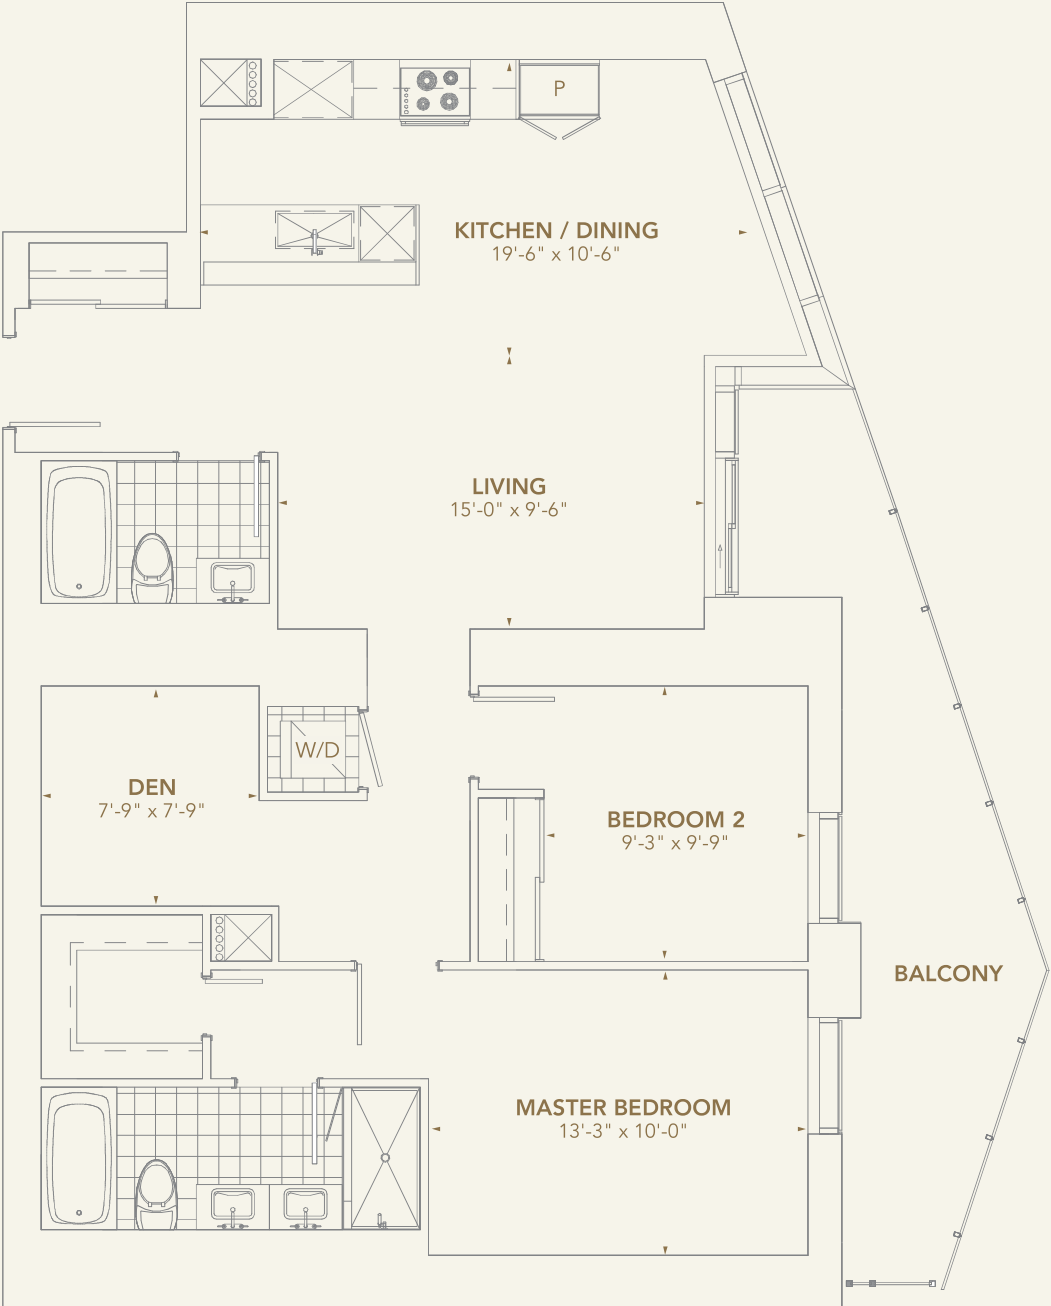 P
KITCHEN / DINING
19'-6" x 10'-6"
LIVING
15'-0" x 9'-6"
W/D
DEN
7'-9" x 7'-9"
BEDROOM 2
9'-3" x 9'-9"
BALCONY
MASTER BEDROOM
13'-3" x 10'-0"